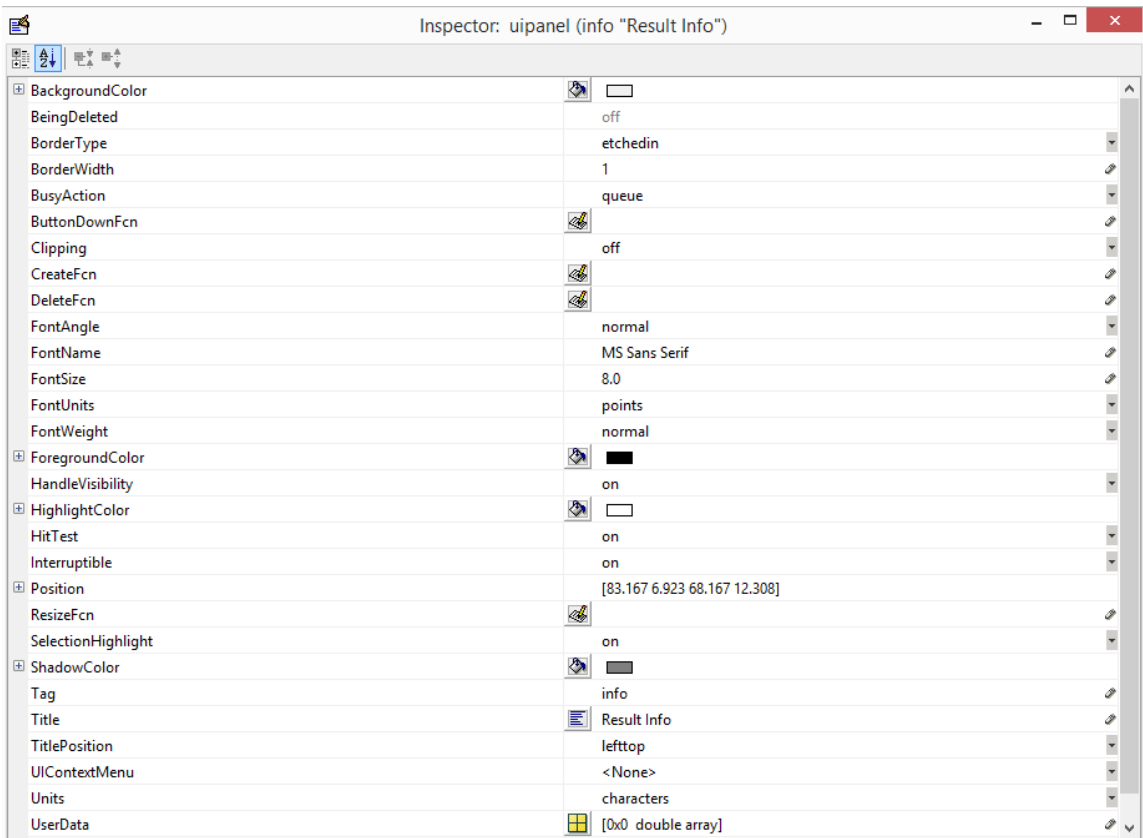 Inspector: uipanel (info "Result Info")
BackgroundColor
BeingDeleted off
BorderType etchedin
BorderWidth 1
BusyAction queue
ButtonDownFcn
Clipping off
CreateFcn
DeleteFcn
FontAngle normal
FontName MS Sans Serif
FontSize 8.0
FontUnits points
FontWeight normal
ForegroundColor
HandleVisibility on
HighlightColor
HitTest on
Interruptible on
Position [83.167 6.923 68.167 12.308]
ResizeFcn
SelectionHighlight on
ShadowColor
Tag info
Title Result Info
TitlePosition lefttop
UIContextMenu <None>
Units characters
UserData [0x0 double array]